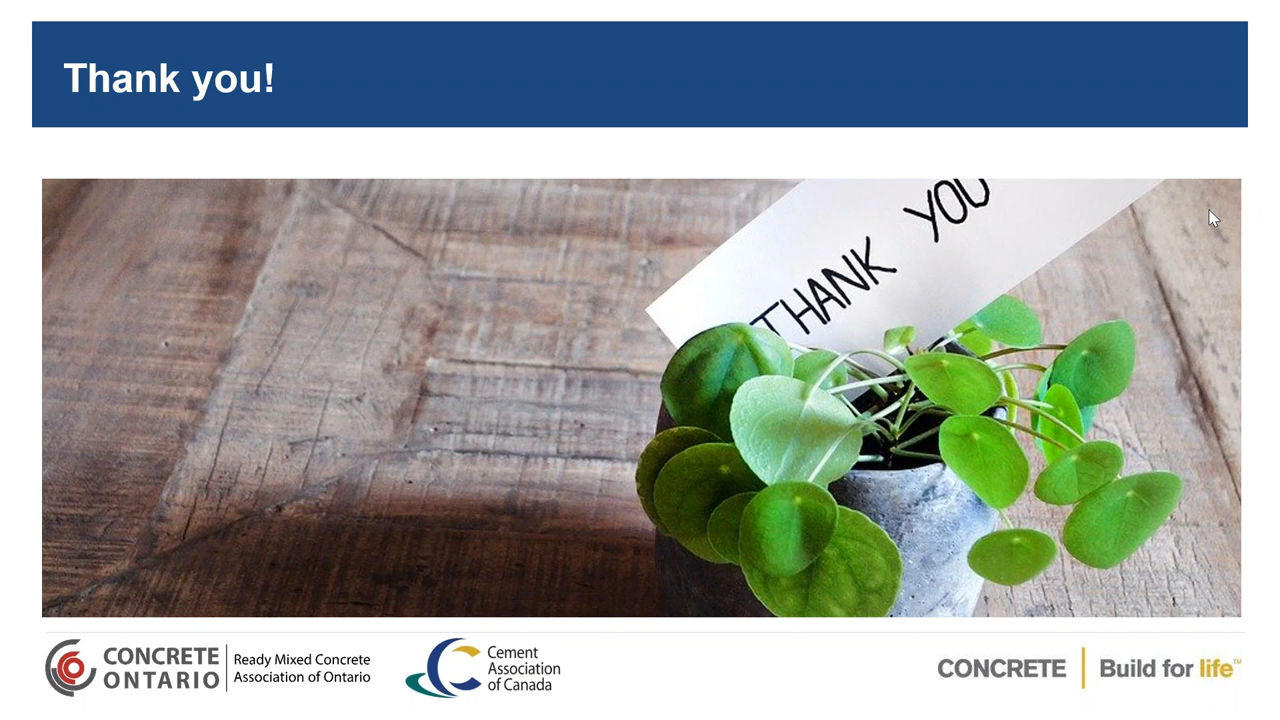 Thank you!
THANK YOU
CONCRETE
ONTARIO
Ready Mixed Concrete
Association of Ontario
Cement
Association
of Canada
CONCRETE | Build for life™